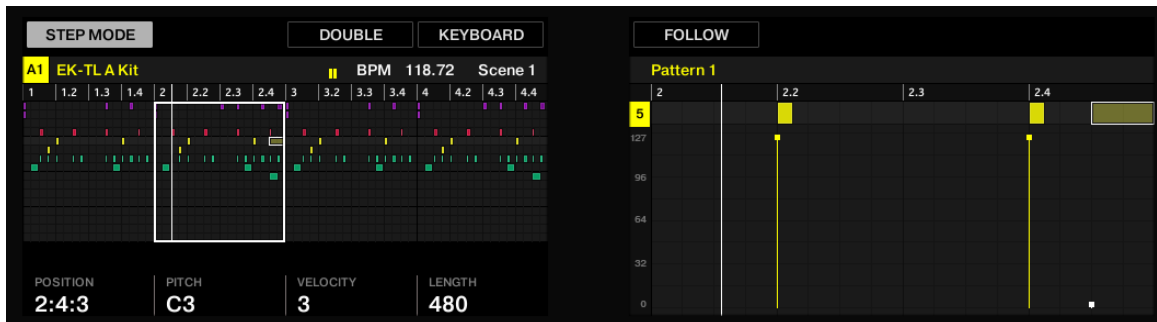 STEP MODE DOUBLE KEYBOARD
A1 EK-TL A Kit BPM 118.72 Scene 1
1 1.2 1.3 1.4 2 2.2 2.3 2.4 3 3.2 3.3 3.4 4 4.2 4.3 4.4
POSITION PITCH VELOCITY LENGTH
2:4:3 C3 3 480
FOLLOW
Pattern 1
2 2.2 2.3 2.4
5
127
96
64
32
0